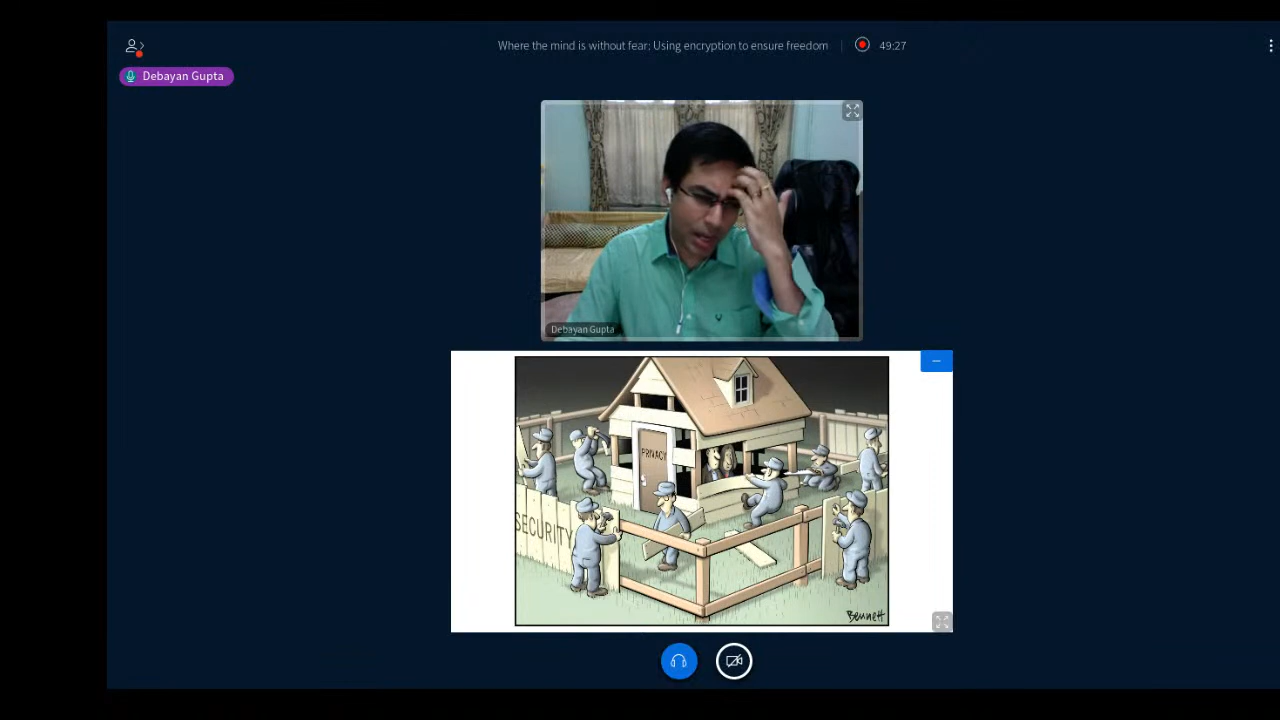 Where the mind is without fear: Using encryption to ensure freedom
49:27
Debayan Gupta
Debayan Gupta
PRIVACY
SECURITY
Bennett